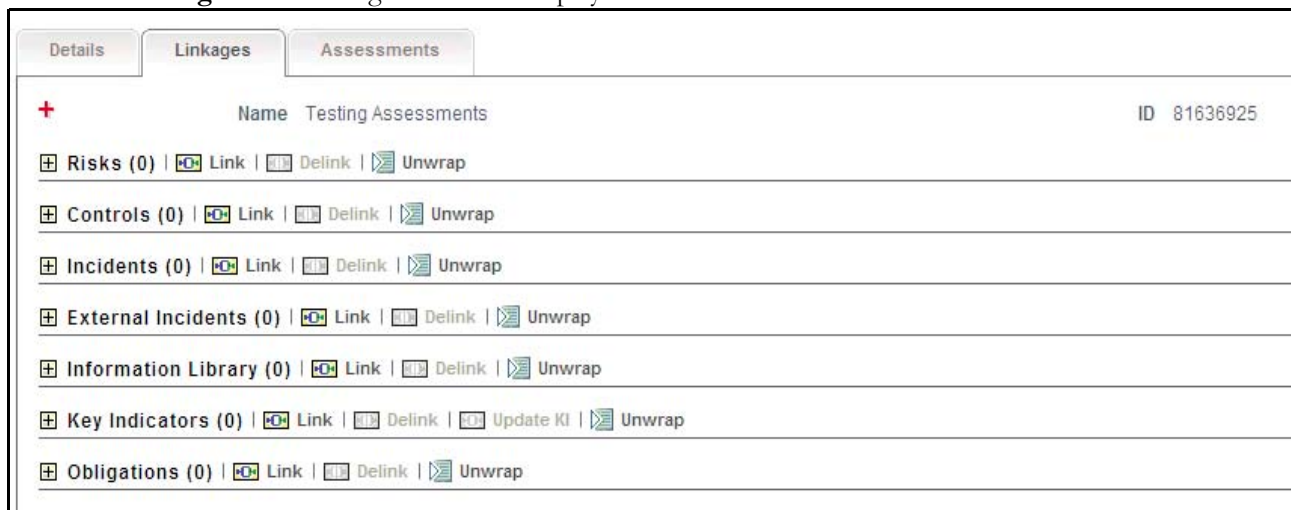 Details Linkages Assessments
Name Testing Assessments ID 81636925
Risks (0) | Link | Delink | Unwrap
Controls (0) | Link | Delink | Unwrap
Incidents (0) | Link | Delink | Unwrap
External Incidents (0) | Link | Delink | Unwrap
Information Library (0) | Link | Delink | Unwrap
Key Indicators (0) | Link | Delink | Update KI | Unwrap
Obligations (0) | Link | Delink | Unwrap